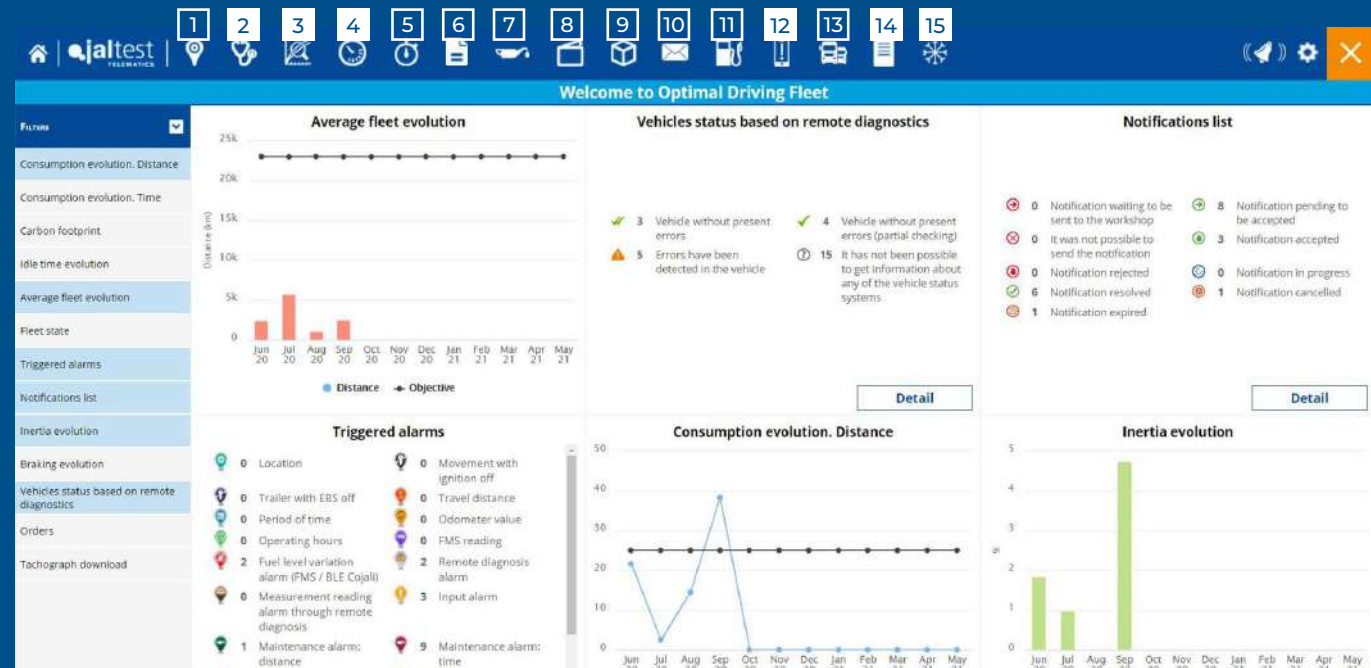 1 2 3 4 5 6 7 8 9 10 11 12 13 14 15
jaltest
TELEMATICS
Welcome to Optimal Driving Fleet
Filters
Consumption evolution. Distance
Consumption evolution. Time
Carbon footprint
Idle time evolution
Average fleet evolution
Fleet state
Triggered alarms
Notifications list
Inertia evolution
Braking evolution
Vehicles status based on remote
diagnostics
Orders
Tachograph download
Average fleet evolution
Distance (km)
25k
20k
15k
10k
5k
0
Jun Jul Aug Sep Oct Nov Dec Jan Feb Mar Apr May
20 20 20 20 20 20 20 21 21 21 21 21
Distance Objective
Vehicles status based on remote diagnostics
3 Vehicle without present
errors
4 Vehicle without present
errors (partial checking)
5 Errors have been
detected in the vehicle
15 It has not been possible
to get information about
any of the vehicle status
systems
Detail
Notifications list
0 Notification waiting to be
sent to the workshop
8 Notification pending to
be accepted
0 It was not possible to
send the notification
3 Notification accepted
0 Notification rejected
0 Notification in progress
6 Notification resolved
1 Notification cancelled
1 Notification expired
Detail
Triggered alarms
0 Location
0 Movement with
ignition off
0 Trailer with EBS off
0 Travel distance
0 Period of time
0 Odometer value
0 Operating hours
0 FMS reading
2 Fuel level variation
alarm (FMS / BLE Cojali)
2 Remote diagnosis
alarm
0 Measurement reading
alarm through remote
diagnosis
3 Input alarm
1 Maintenance alarm:
distance
9 Maintenance alarm:
time
Consumption evolution. Distance
50
40
30
20
10
0
Jun Jul Aug Sep Oct Nov Dec Jan Feb Mar Apr May
Inertia evolution
%
5
4
3
2
1
0
Jun Jul Aug Sep Oct Nov Dec Jan Feb Mar Apr May